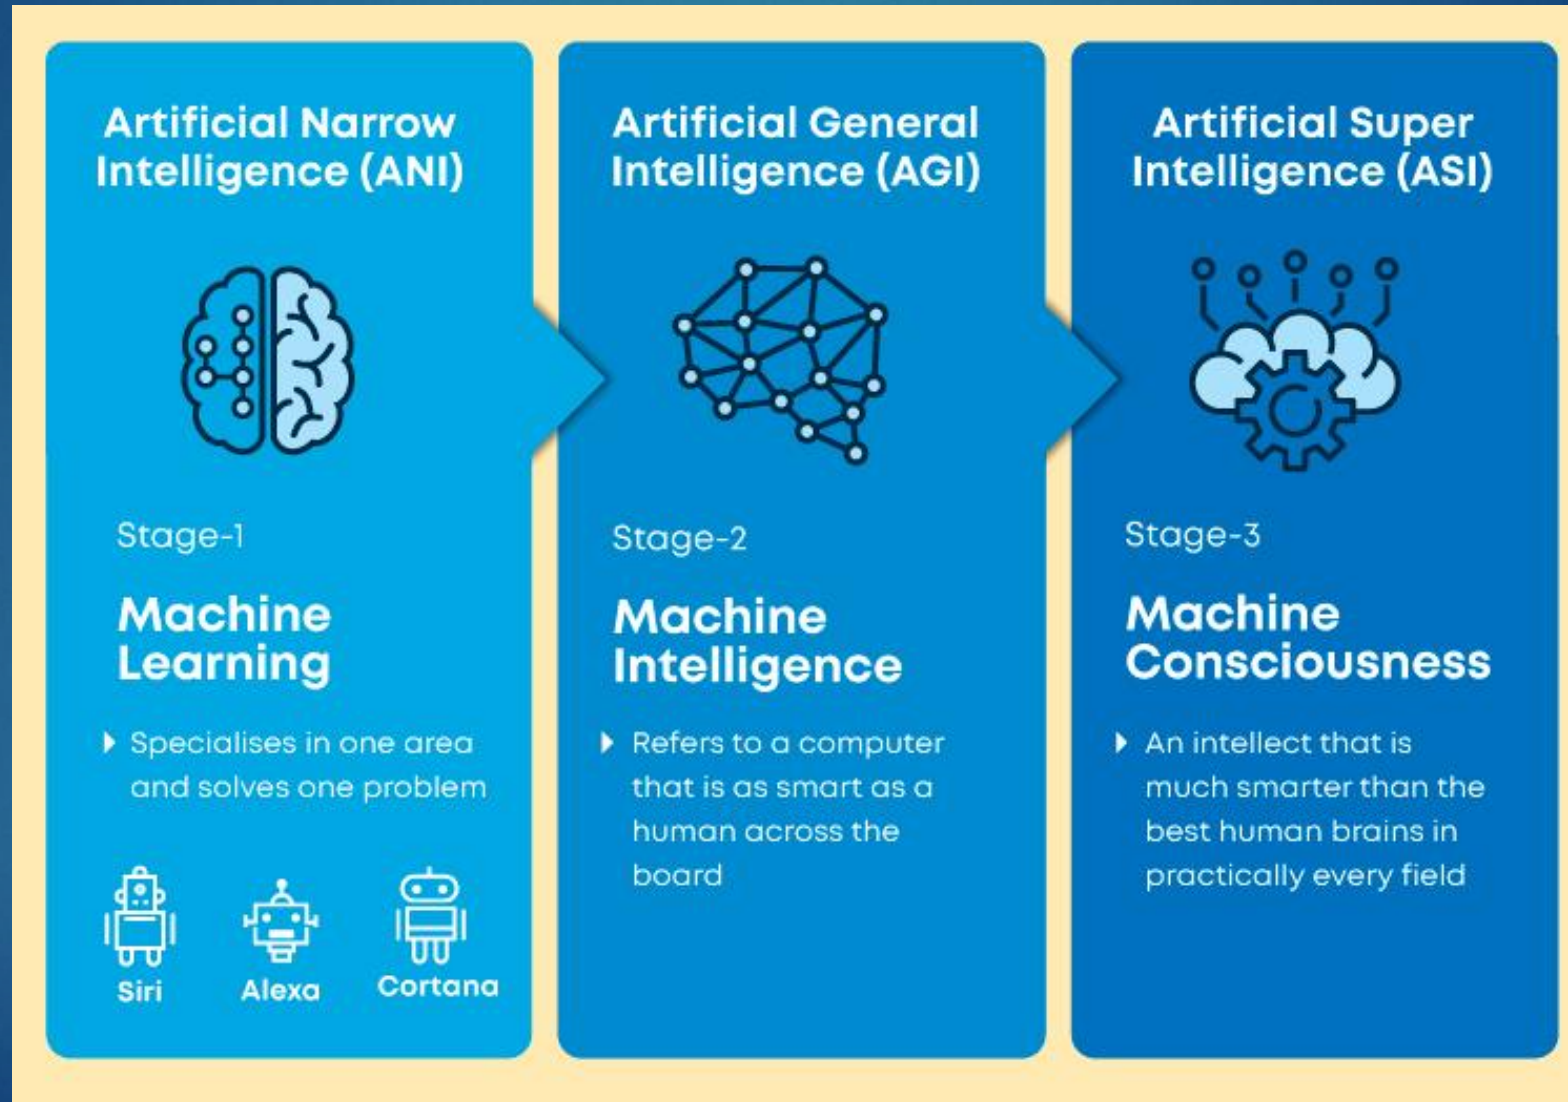 Artificial Narrow
Intelligence (ANI)
Stage-1
Machine
Learning
Specialises in one area
and solves one problem
Siri
Alexa
Cortana
Artificial General
Intelligence (AGI)
Stage-2
Machine
Intelligence
Refers to a computer
that is as smart as a
human across the
board
Artificial Super
Intelligence (ASI)
Stage-3
Machine
Consciousness
An intellect that is
much smarter than the
best human brains in
practically every field